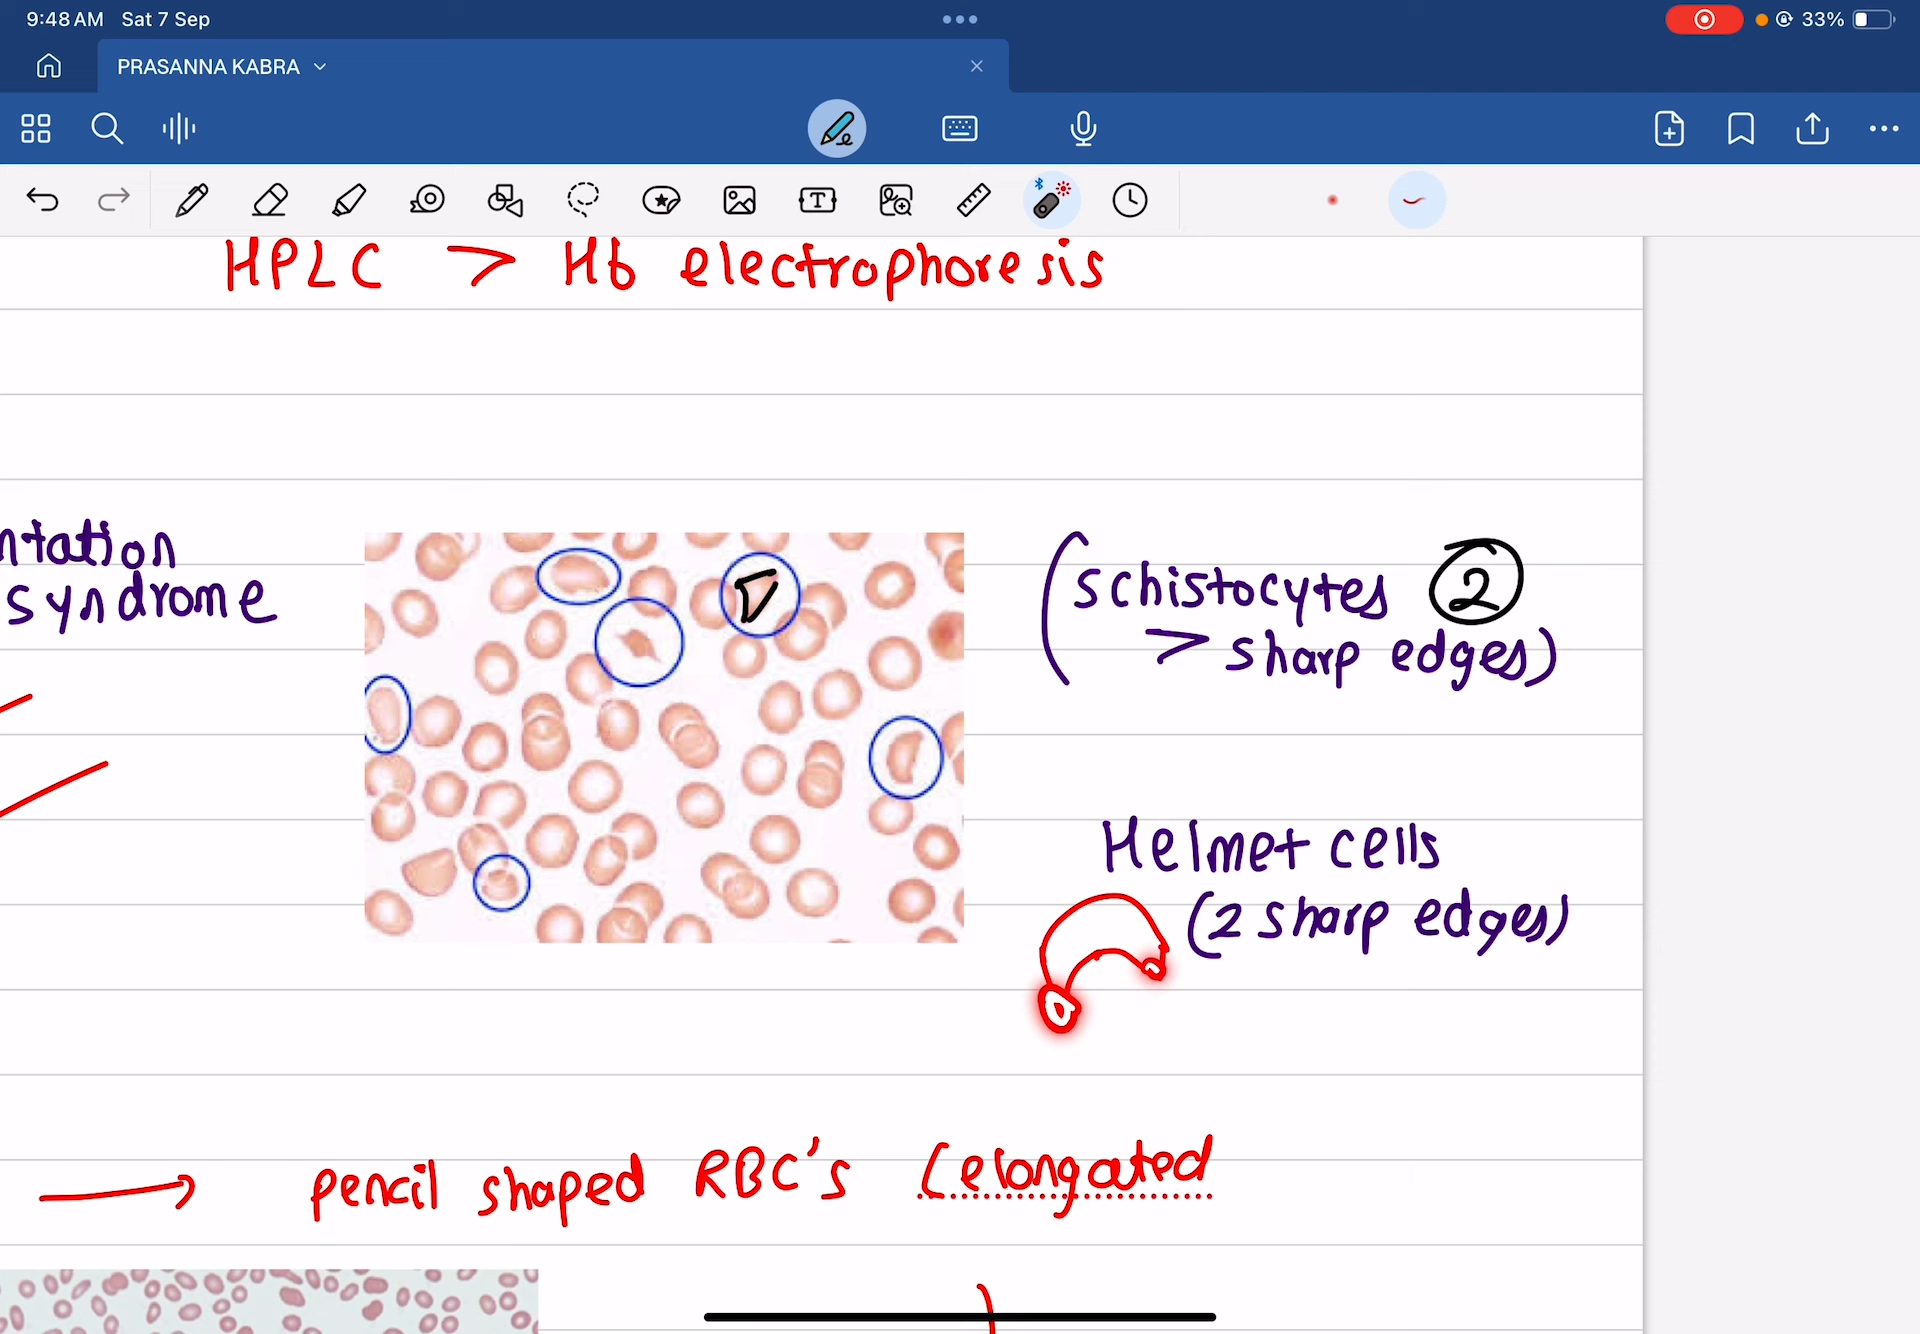 9:48 AM Sat 7 Sep
33%
PRASANNA KABRA
HPLC > Hb electrophoresis
ntation
syndrome
(schistocytes 2
> sharp edges)
Helmet cells
(2 sharp edges)
→ pencil shaped RBC's (elongated